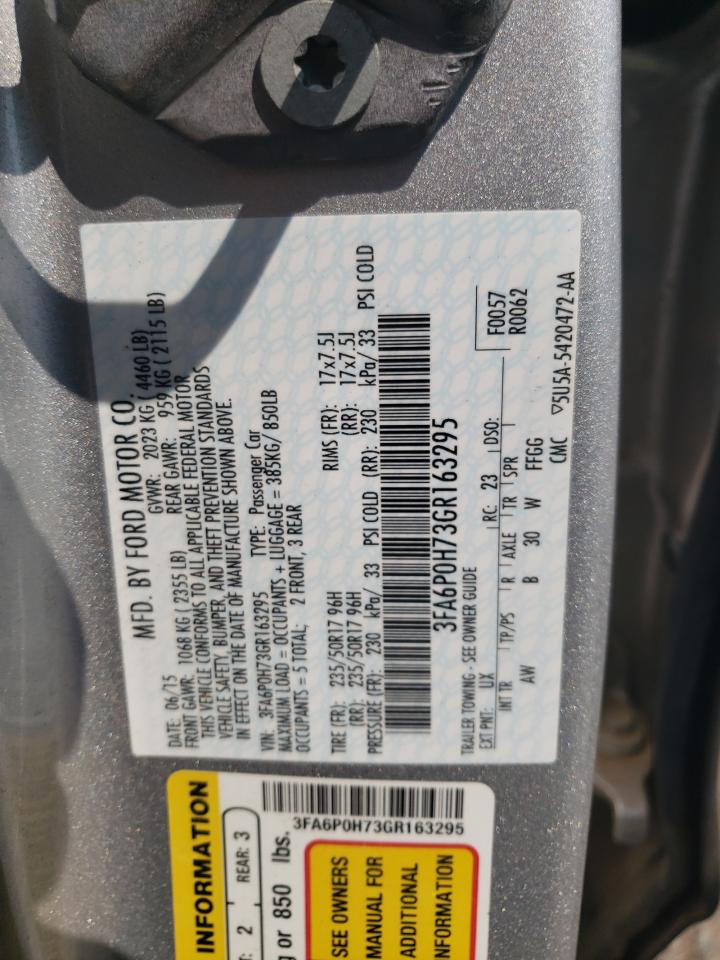 MFD. BY FORD MOTOR CO.
DATE: 06/15 GVWR: 2023 KG ( 4460 LB)
FRONT GAWR: 1068 KG ( 2355 LB) REAR GAWR: 959 KG ( 2115 LB)
THIS VEHICLE CONFORMS TO ALL APPLICABLE FEDERAL MOTOR
VEHICLE SAFETY, BUMPER, AND THEFT PREVENTION STANDARDS
IN EFFECT ON THE DATE OF MANUFACTURE SHOWN ABOVE.
VIN: 3FA6P0H73GR163295 TYPE: Passenger Car
MAXIMUM LOAD = OCCUPANTS + LUGGAGE = 385KG/ 850LB
OCCUPANTS = 5 TOTAL; 2 FRONT, 3 REAR
TIRE (FR): 235/50R17 96H RIMS (FR): 17x7.5J
(RR): 235/50R17 96H (RR): 17x7.5J
PRESSURE (FR): 230 kPa/ 33 PSI COLD (RR): 230 kPa/ 33 PSI COLD
3FA6P0H73GR163295
TRAILER TOWING - SEE OWNER GUIDE
F0057
EXT PNT: UX RC: 23 DSO: R0062
INT TR TP/PS R AXLE TR SPR
AW B 30 W FFGG
CMC ▽5U5A-5420472-AA
INFORMATION
2 REAR: 3
or 850 lbs.
3FA6P0H73GR163295
SEE OWNERS
MANUAL FOR
ADDITIONAL
INFORMATION